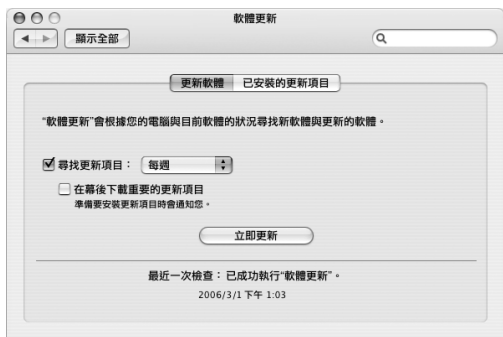 軟體更新
顯示全部
更新軟體 已安裝的更新項目
“軟體更新”會根據您的電腦與目前軟體的狀況尋找新軟體與更新的軟體。
尋找更新項目： 每週
在幕後下載重要的更新項目
準備要安裝更新項目時會通知您。
立即更新
最近一次檢查：已成功執行“軟體更新”。
2006/3/1 下午 1:03